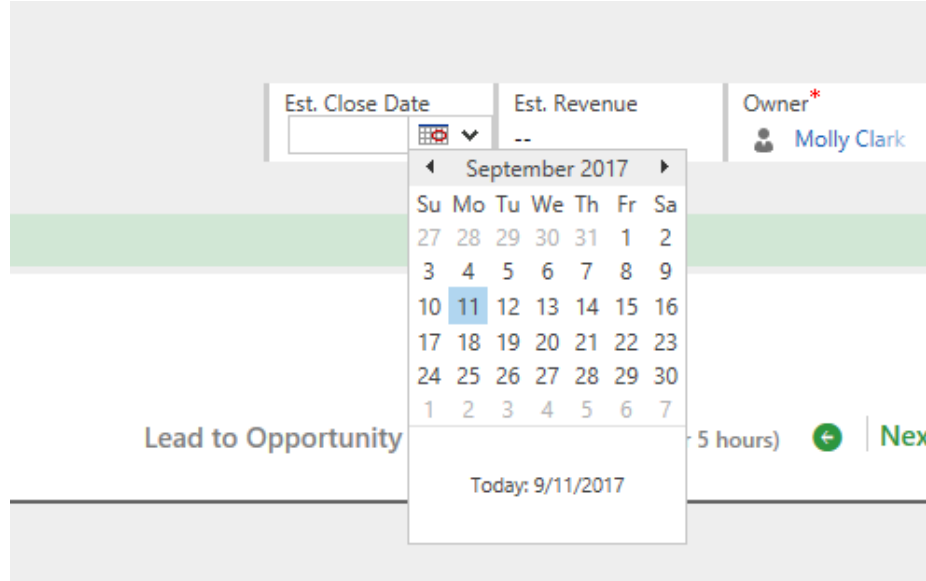 Est. Close Date Est. Revenue Owner*
-- Molly Clark
September 2017
Su Mo Tu We Th Fr Sa
27 28 29 30 31 1 2
3 4 5 6 7 8 9
10 11 12 13 14 15 16
17 18 19 20 21 22 23
24 25 26 27 28 29 30
1 2 3 4 5 6 7
Lead to Opportunity 5 hours) Nex
Today: 9/11/2017